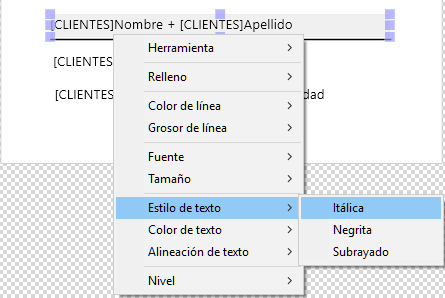 [CLIENTES]Nombre + [CLIENTES]Apellido
[CLIENTES]
[CLIENTES]
Herramienta
Relleno
Color de línea
Grosor de línea
Fuente
Tamaño
Estilo de texto
Color de texto
Alineación de texto
Nivel
Itálica
Negrita
Subrayado